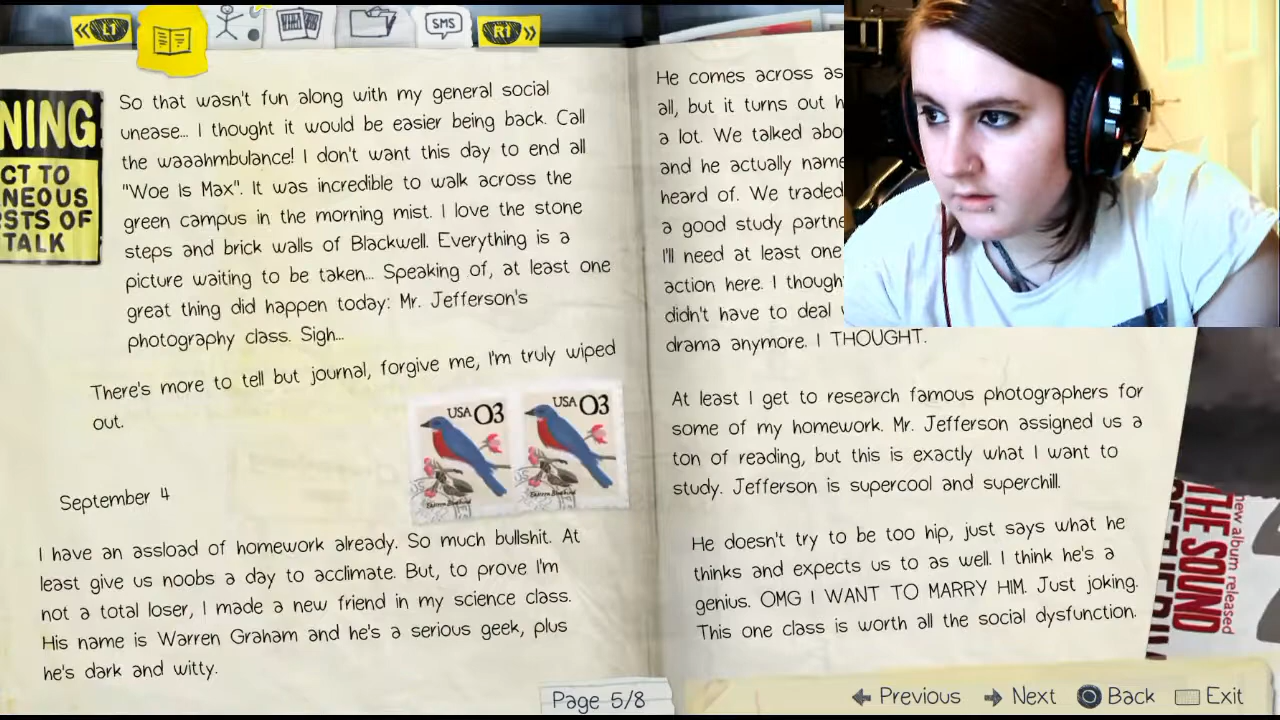 L1
SMS
R1
NING
CT TO
NEOUS
STS OF
TALK
So that wasn't fun along with my general social
unease... I thought it would be easier being back. Call
the waaahmbulance! I don't want this day to end all
"Woe Is Max". It was incredible to walk across the
green campus in the morning mist. I love the stone
steps and brick walls of Blackwell. Everything is a
picture waiting to be taken... Speaking of, at least one
great thing did happen today: Mr. Jefferson's
photography class. Sigh...
There's more to tell but journal, forgive me, I'm truly wiped
out.
USA 03
USA 03
Eastern Bluebird
Eastern Bluebird
September 4
I have an assload of homework already. So much bullshit. At
least give us noobs a day to acclimate. But, to prove I'm
not a total loser, I made a new friend in my science class.
His name is Warren Graham and he's a serious geek, plus
he's dark and witty.
He comes across as
all, but it turns out h
a lot. We talked abo
and he actually name
heard of. We traded
a good study partne
I'll need at least one
action here. I though
didn't have to deal
drama anymore. I THOUGHT.
At least I get to research famous photographers for
some of my homework. Mr. Jefferson assigned us a
ton of reading, but this is exactly what I want to
study. Jefferson is supercool and superchill.
He doesn't try to be too hip, just says what he
thinks and expects us to as well. I think he's a
genius. OMG I WANT TO MARRY HIM. Just joking.
This one class is worth all the social dysfunction.
new album released
THE SOUND
Page 5/8
Previous
Next
Back
Exit